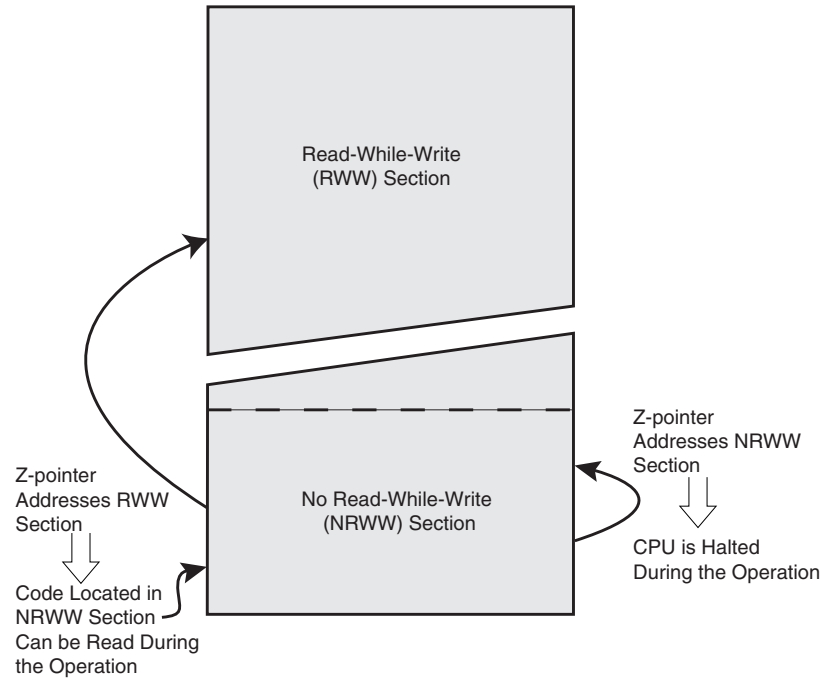 Read-While-Write
(RWW) Section
Z-pointer
Addresses NRWW
Section
Z-pointer
Addresses RWW
Section
No Read-While-Write
(NRWW) Section
CPU is Halted
During the Operation
Code Located in
NRWW Section
Can be Read During
the Operation